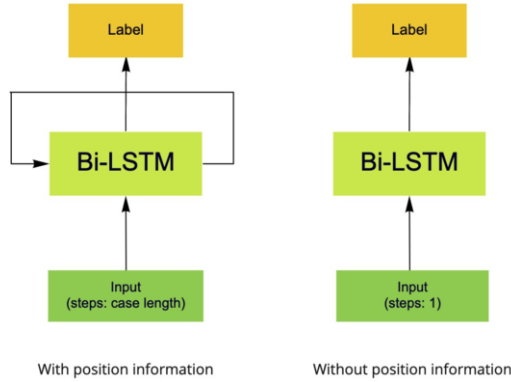 Label
Bi-LSTM
Input
(steps: case length)
With position information
Label
Bi-LSTM
Input
(steps: 1)
Without position information